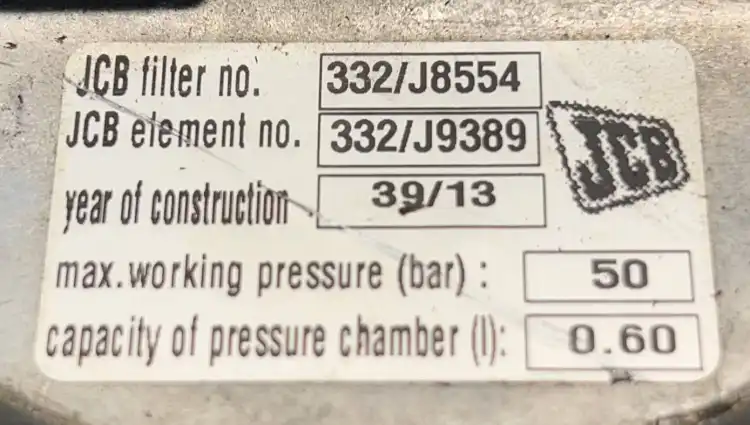 JCB filter no. 332/J8554
JCB element no. 332/J9389
JCB
year of construction 39/13
max.working pressure (bar) : 50
capacity of pressure chamber (l): 0.60